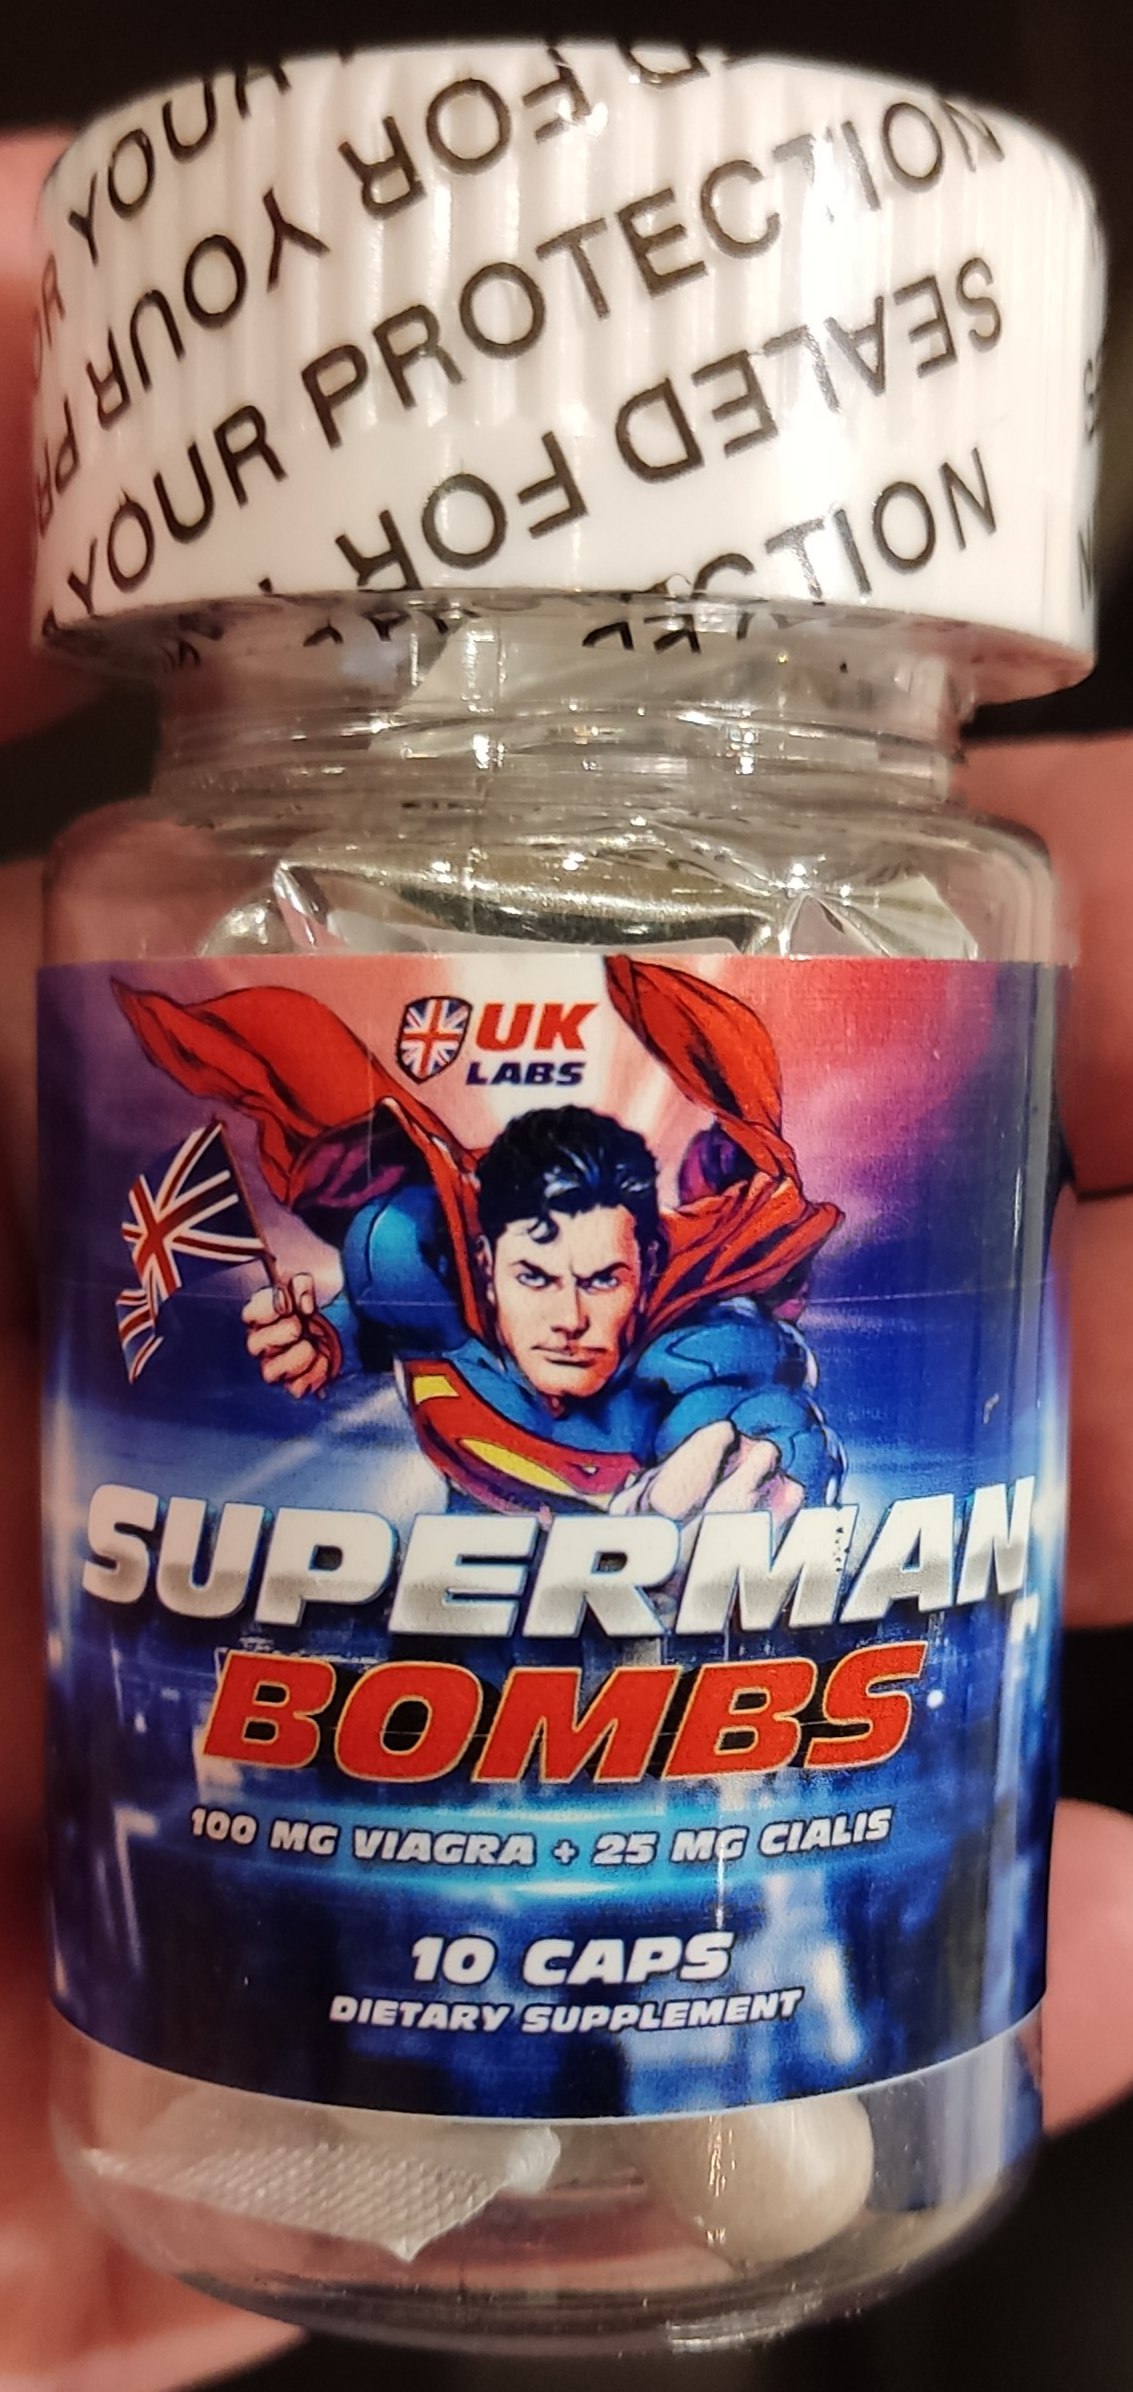 YOUR
FOR
YOUR
YOUR PROTECTION
SEALED
FOR
UK
LABS
SUPERMAN
BOMBS
100 MG VIAGRA + 25 MG CIALIS
10 CAPS
DIETARY SUPPLEMENT